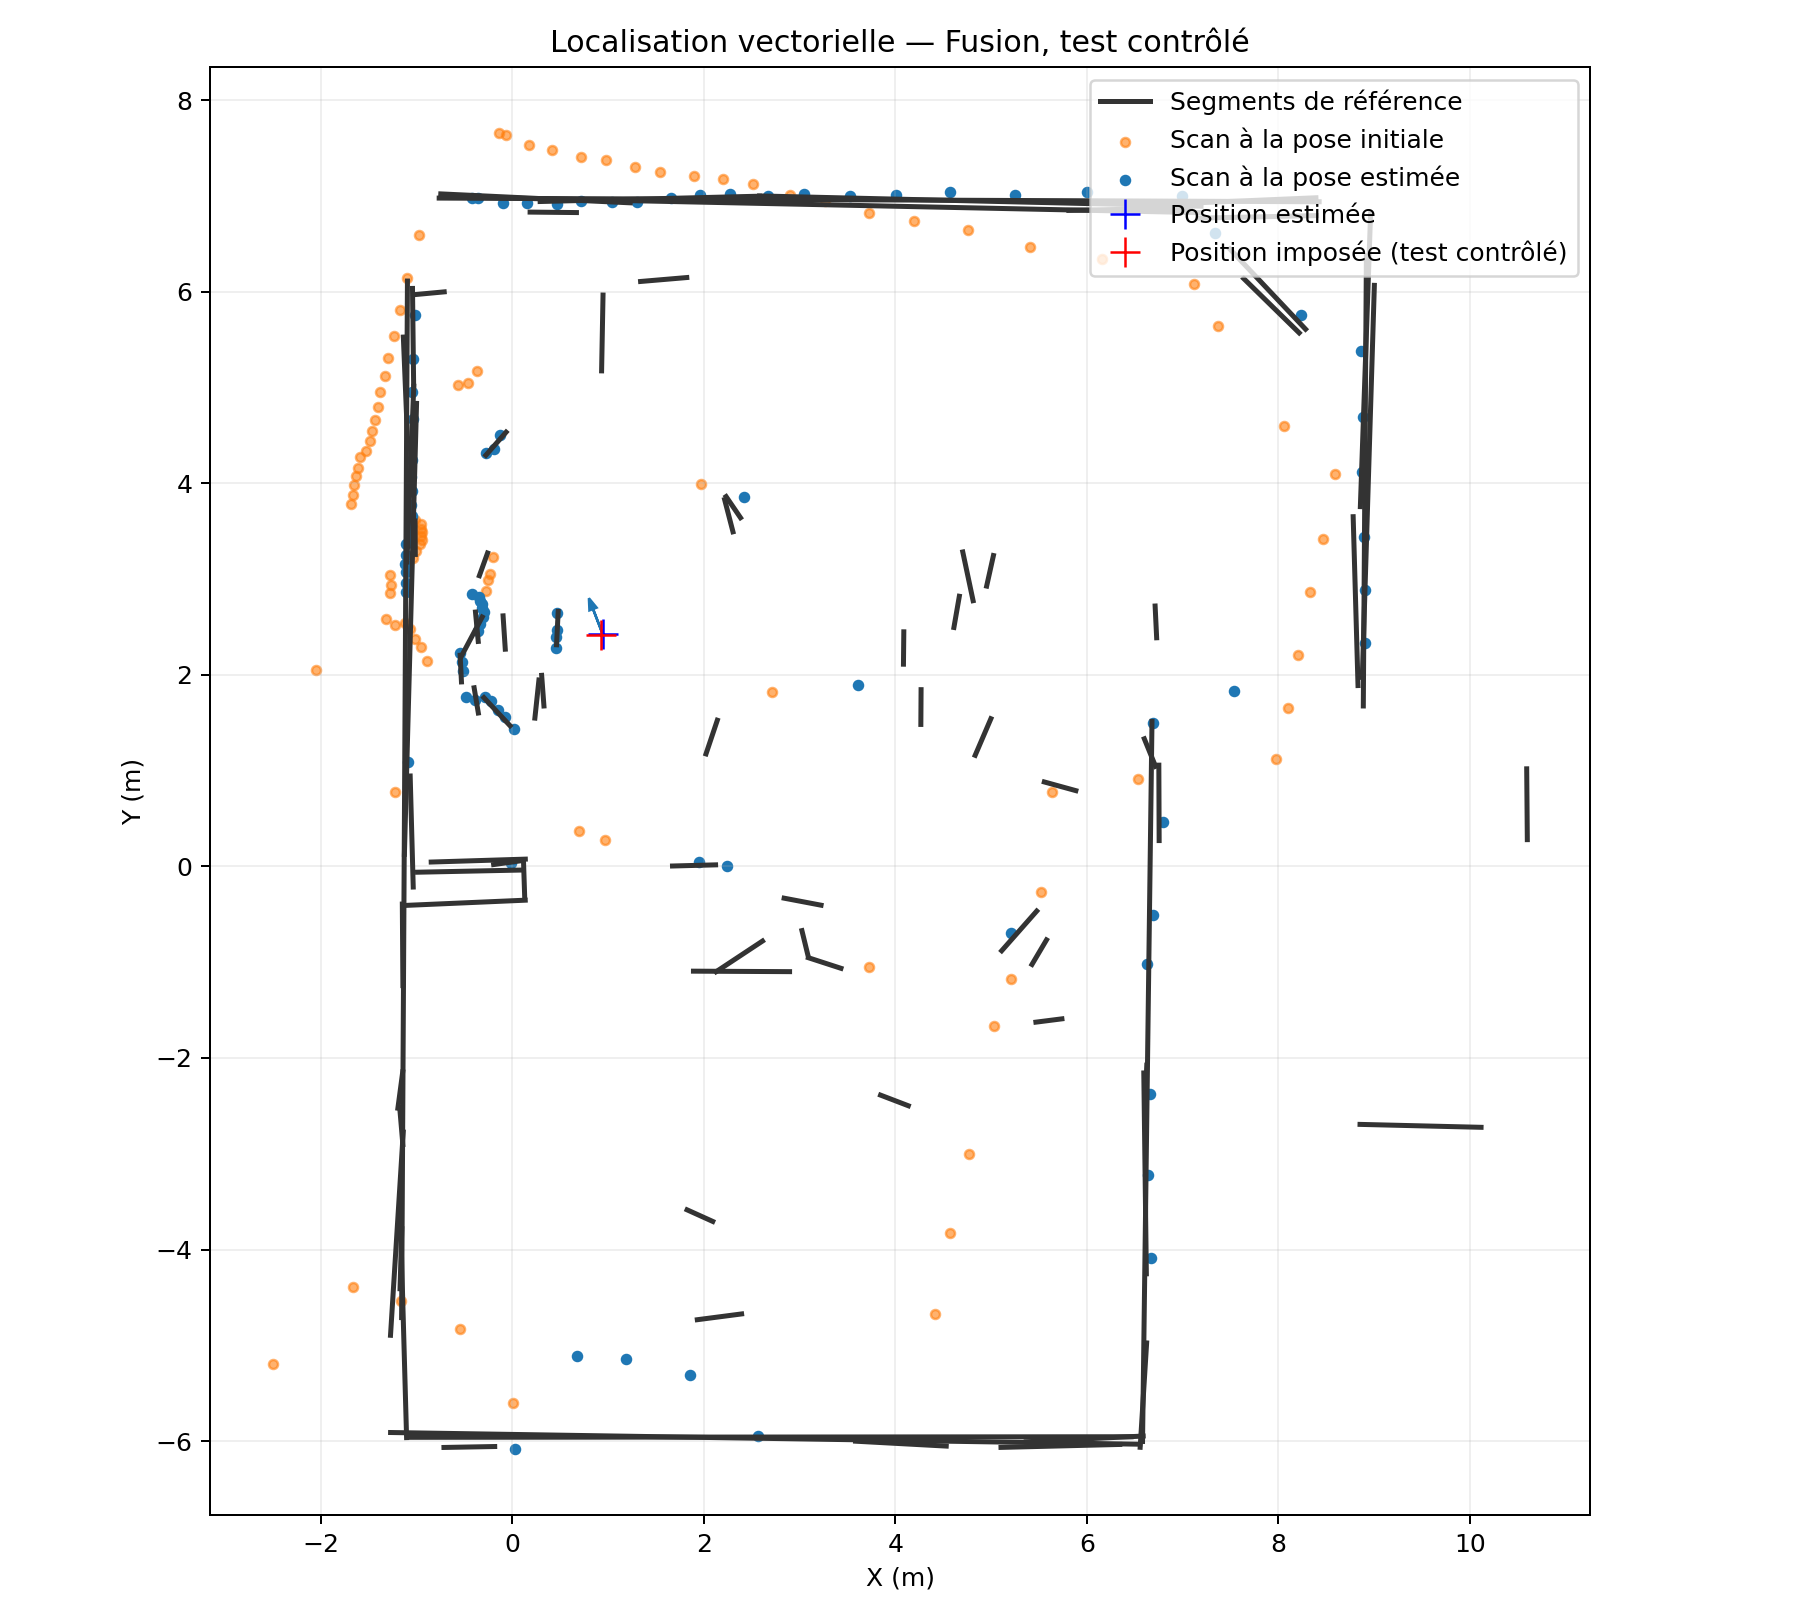 Localisation vectorielle — Fusion, test contrôlé
Segments de référence
Scan à la pose initiale
Scan à la pose estimée
Position estimée
Position imposée (test contrôlé)
8
6
4
2
0
−2
−4
−6
Y (m)
−2 0 2 4 6 8 10
X (m)